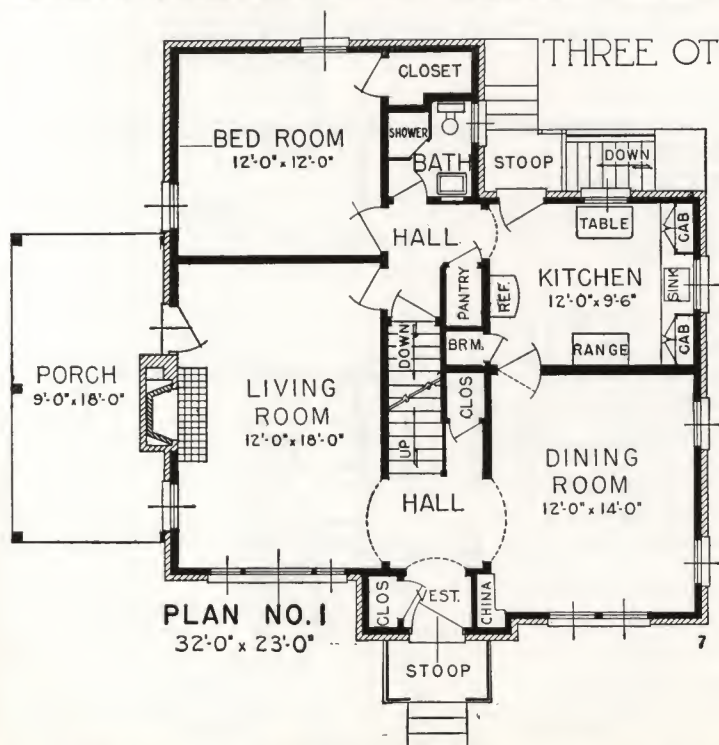 THREE OT
CLOSET
BED ROOM
12'-0" x 12'-0"
SHOWER
BATH
STOOP
DOWN
TABLE
CAB
HALL
KITCHEN
12'-0" x 9'-6"
SINK
PANTRY
REF.
BRM.
RANGE
CAB
DOWN
PORCH
9'-0" x 18'-0"
LIVING
ROOM
12'-0" x 18'-0"
CLOS
UP
DINING
ROOM
12'-0" x 14'-0"
HALL
CLOS
VEST.
CHINA
PLAN NO. 1
32'-0" x 23'-0"
STOOP
7